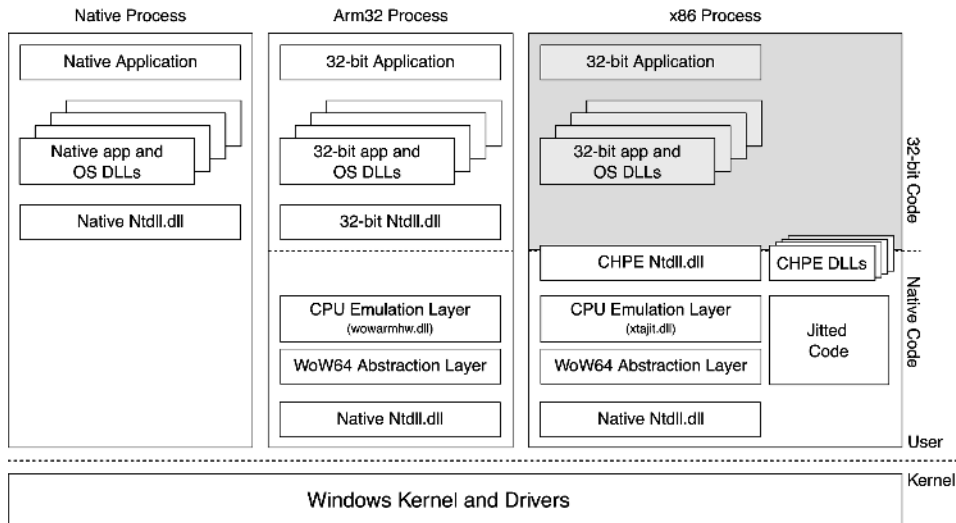 Native Process
Native Application
Native app and
OS DLLs
Native Ntdll.dll
Arm32 Process
32-bit Application
32-bit app and
OS DLLs
32-bit Ntdll.dll
CPU Emulation Layer
(wowarmhw.dll)
WoW64 Abstraction Layer
Native Ntdll.dll
x86 Process
32-bit Application
32-bit app and
OS DLLs
CHPE Ntdll.dll
CHPE DLLs
CPU Emulation Layer
(xtajit.dll)
Jitted
Code
WoW64 Abstraction Layer
Native Ntdll.dll
32-bit Code
Native Code
User
Kernel
Windows Kernel and Drivers